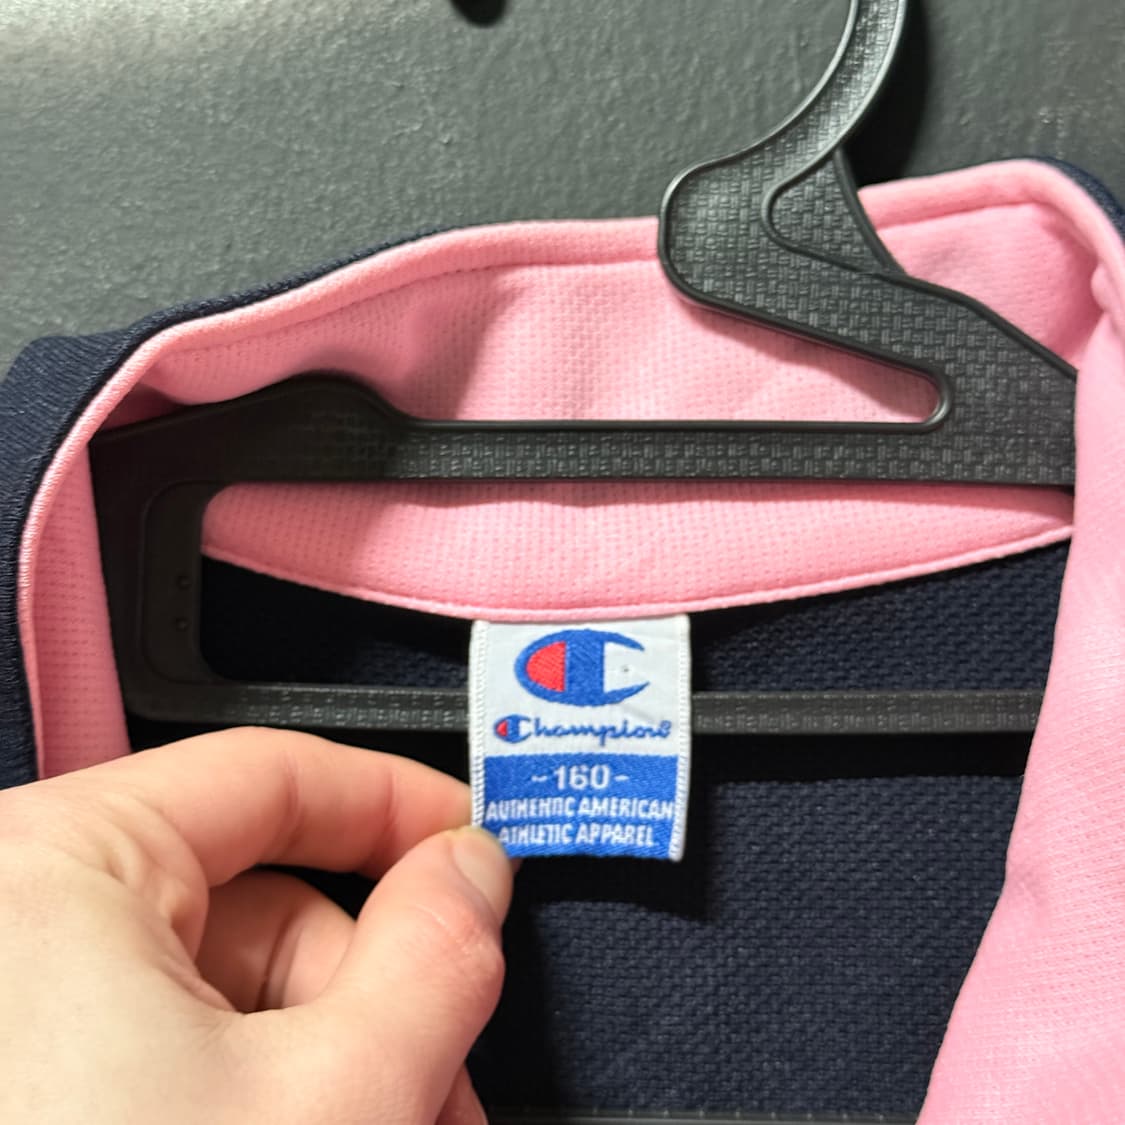 Champion
-160-
AUTHENTIC AMERICAN
ATHLETIC APPAREL